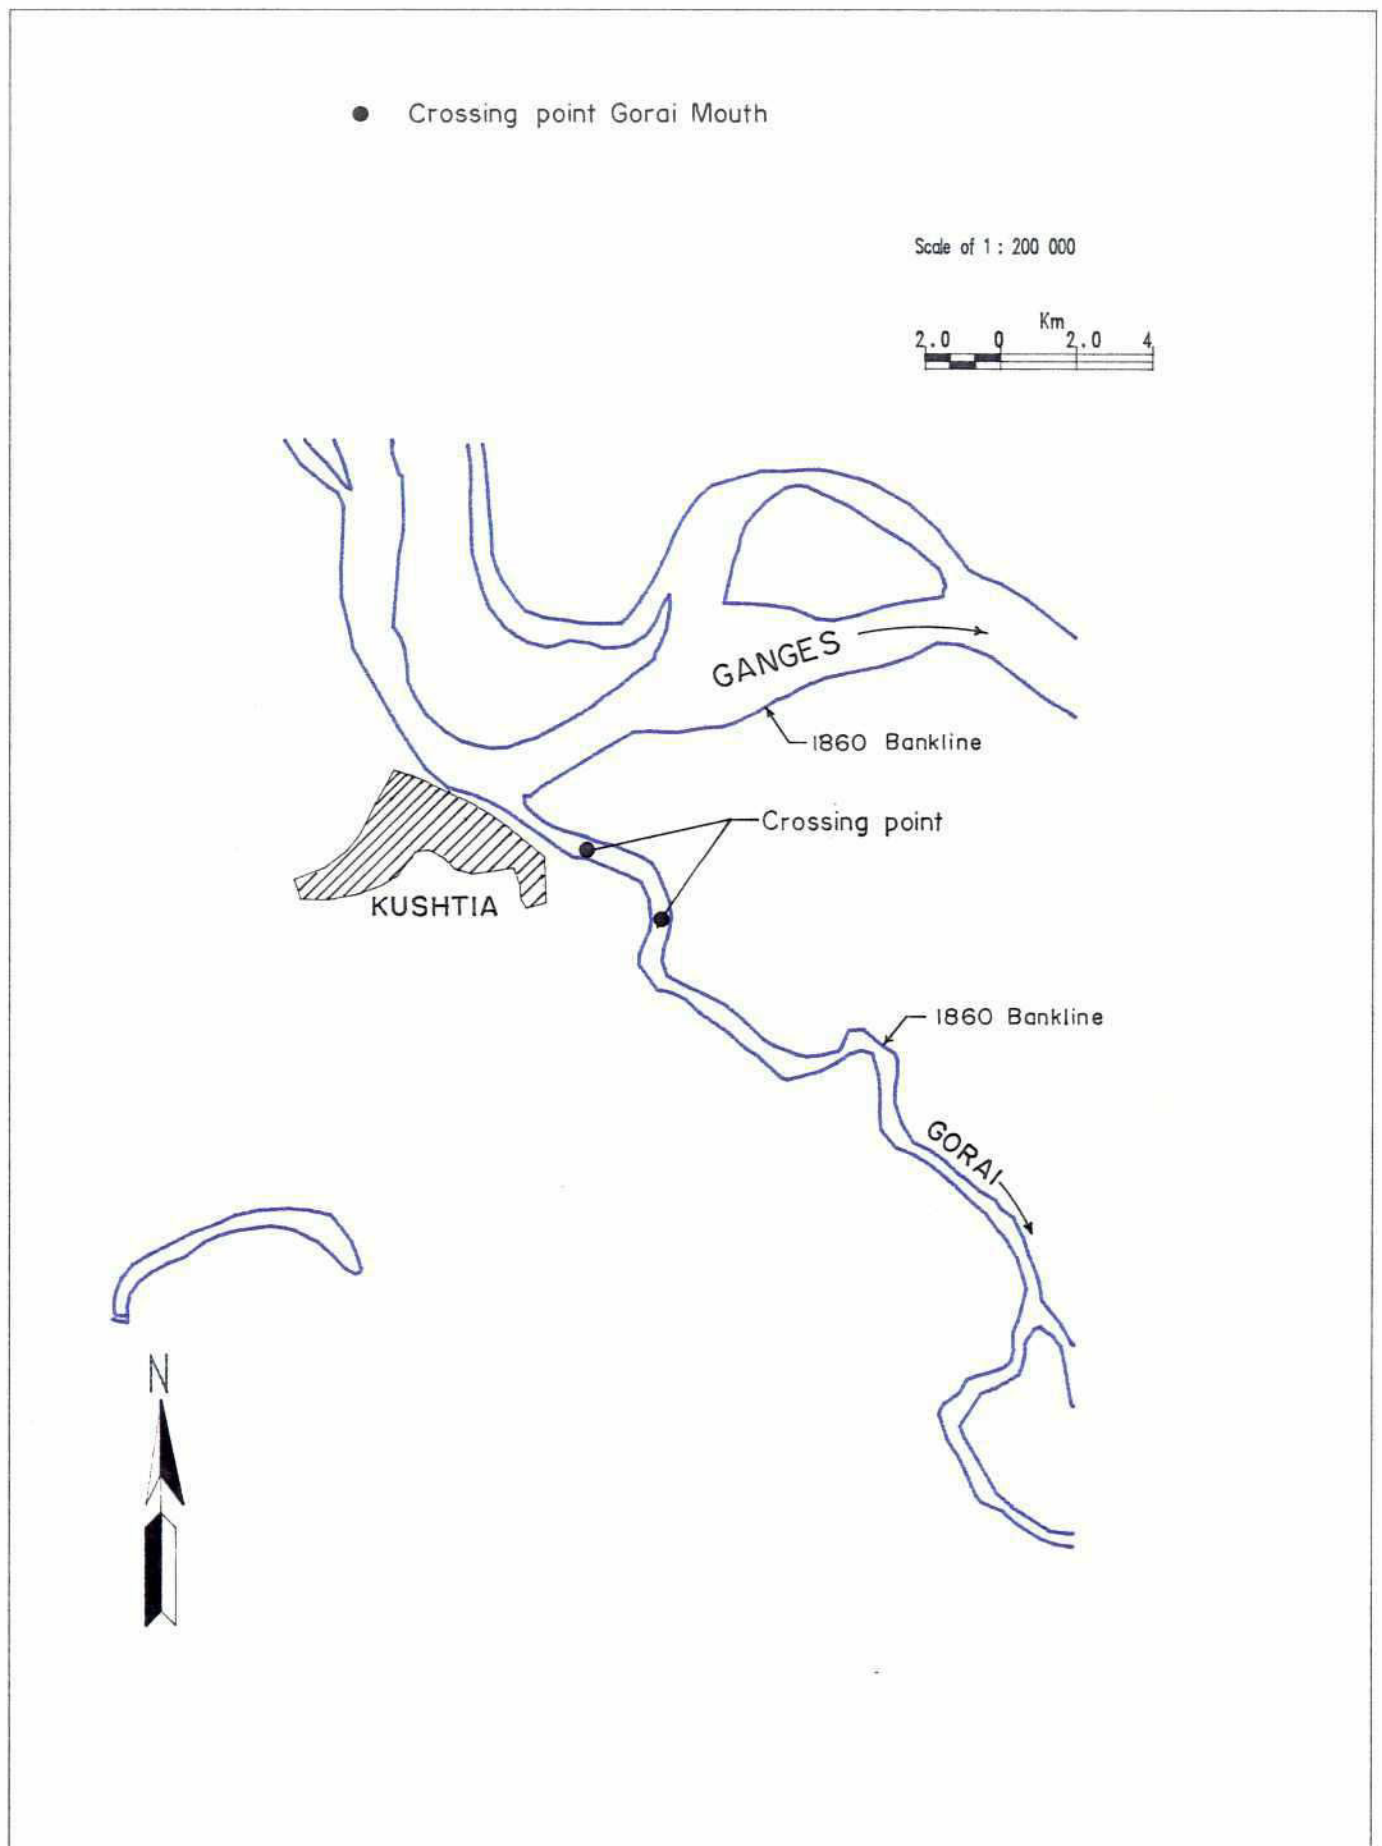 Crossing point Gorai Mouth
Scale of 1 : 200 000
Km
2.0 0 2.0 4
GANGES
1860 Bankline
Crossing point
KUSHTIA
1860 Bankline
GORAI
N